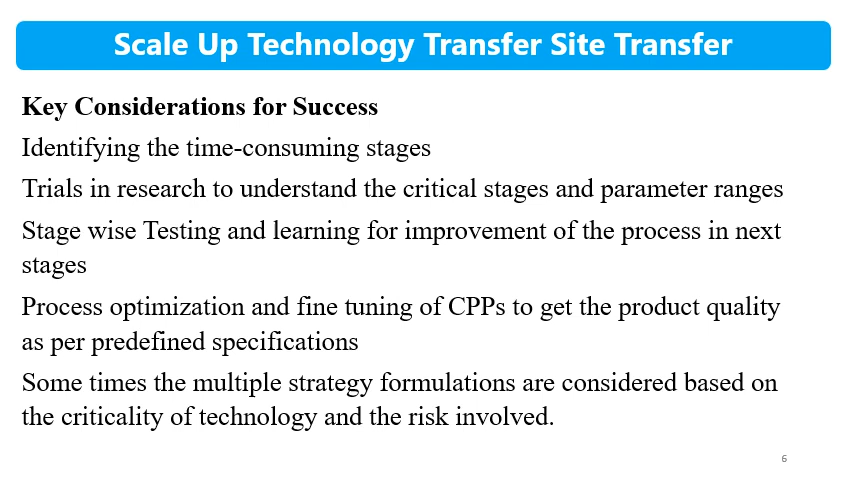 Scale Up Technology Transfer Site Transfer
Key Considerations for Success
Identifying the time-consuming stages
Trials in research to understand the critical stages and parameter ranges
Stage wise Testing and learning for improvement of the process in next
stages
Process optimization and fine tuning of CPPs to get the product quality
as per predefined specifications
Some times the multiple strategy formulations are considered based on
the criticality of technology and the risk involved.
6